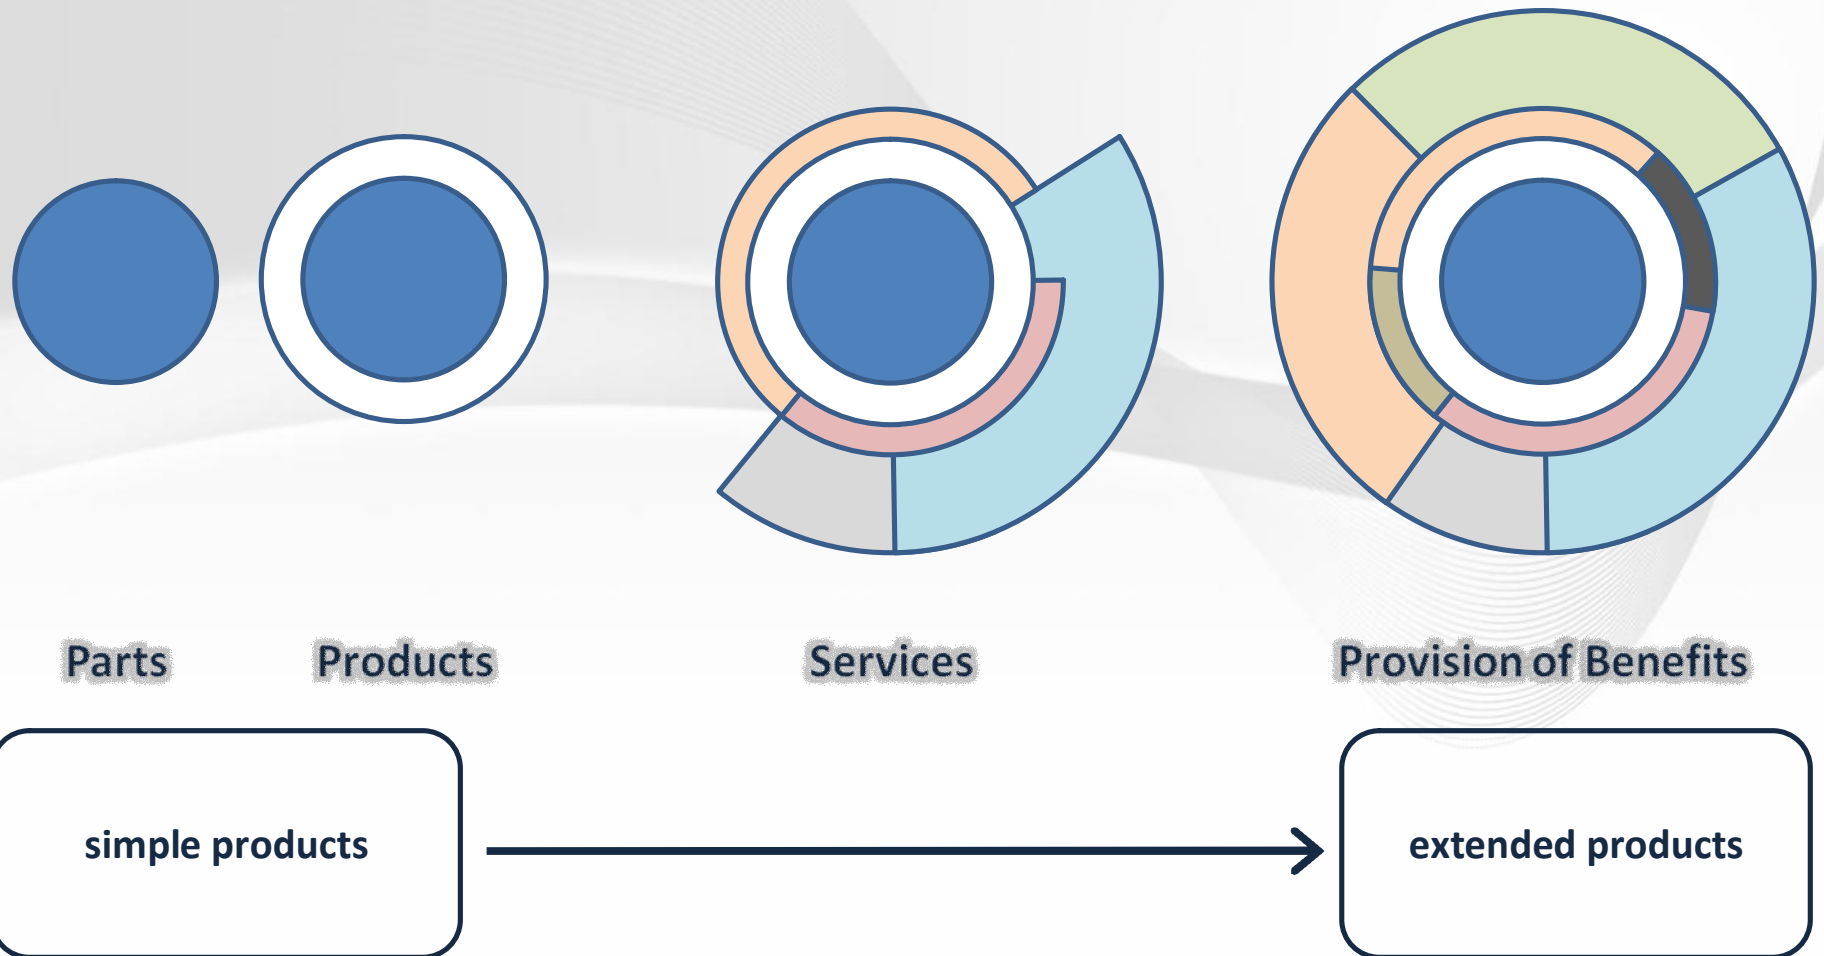 Parts
Products
Services
Provision of Benefits
simple products
extended products